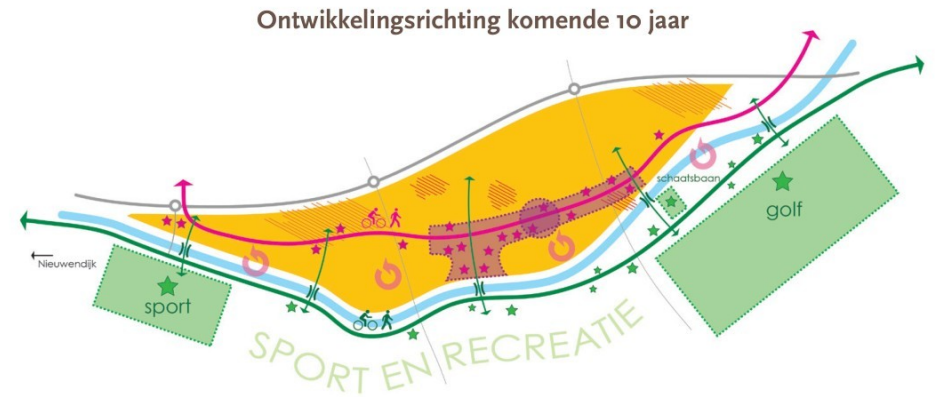 Ontwikkelingsrichting komende 10 jaar
schaatsbaan
golf
Nieuwendijk
sport
SPORT EN RECREATIE